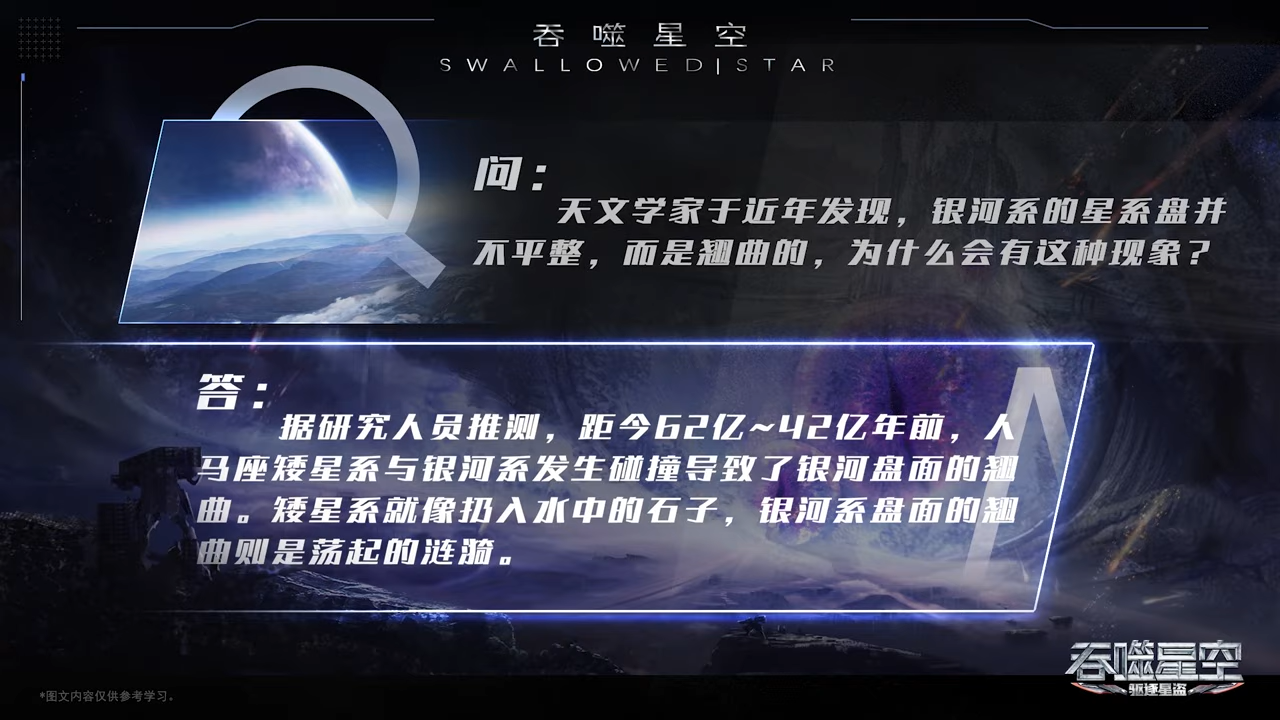 吞噬星空
SWALLOWED|STAR
问：
天文学家于近年发现，银河系的星系盘并
不平整，而是翘曲的，为什么会有这种现象？
答：
据研究人员推测，距今62亿~42亿年前，人
马座矮星系与银河系发生碰撞导致了银河盘面的翘
曲。矮星系就像扔入水中的石子，银河系盘面的翘
曲则是荡起的涟漪。
吞噬星空
驱逐星盗
*图文内容仅供参考学习。